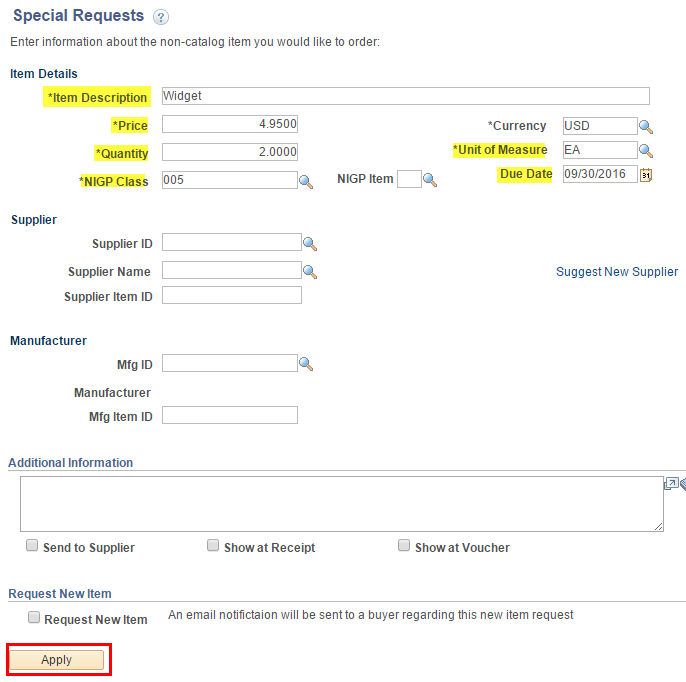 Special Requests ?
Enter information about the non-catalog item you would like to order:
Item Details
*Item Description Widget
*Price 4.9500 *Currency USD
*Quantity 2.0000 *Unit of Measure EA
*NIGP Class 005 NIGP Item Due Date 09/30/2016 31
Supplier
Supplier ID
Supplier Name Suggest New Supplier
Supplier Item ID
Manufacturer
Mfg ID
Manufacturer
Mfg Item ID
Additional Information
Send to Supplier Show at Receipt Show at Voucher
Request New Item
Request New Item An email notifictaion will be sent to a buyer regarding this new item request
Apply